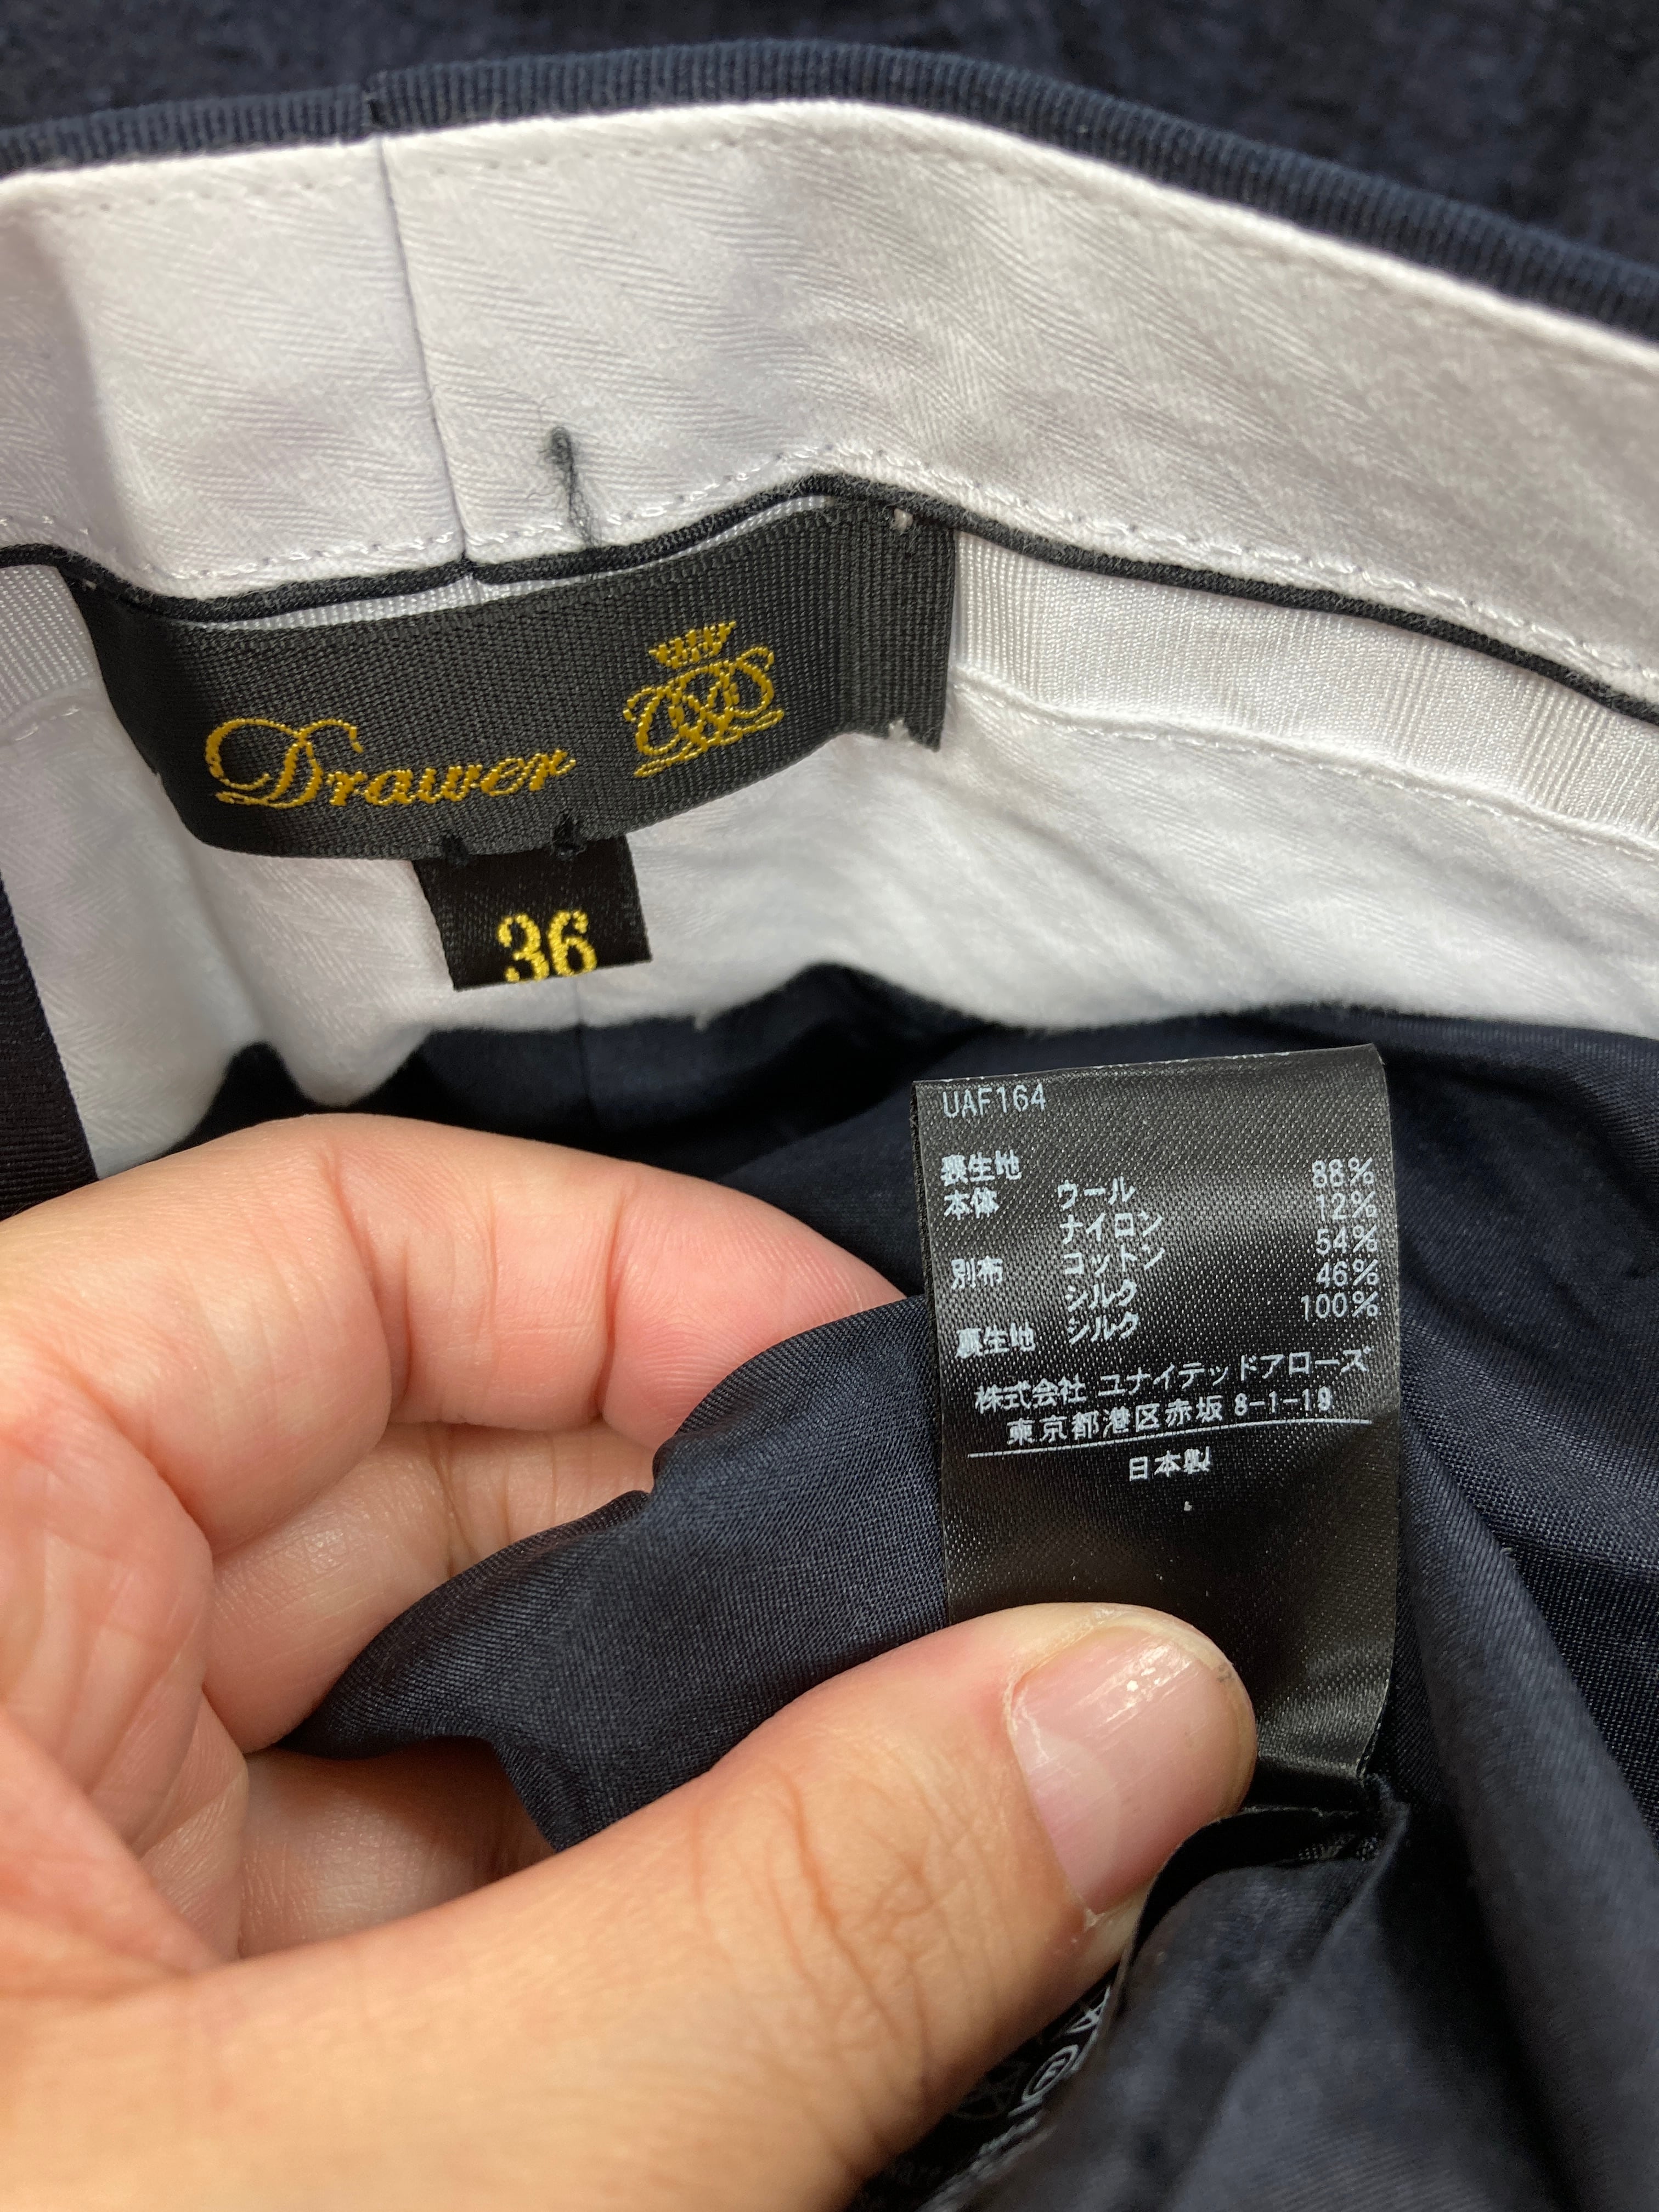 Drawer
36
UAF164
表生地
本体 ウール 88%
ナイロン 12%
別布 コットン 54%
シルク 46%
裏生地 シルク 100%
株式会社 ユナイテッドアローズ
東京都港区赤坂 8-1-19
日本製